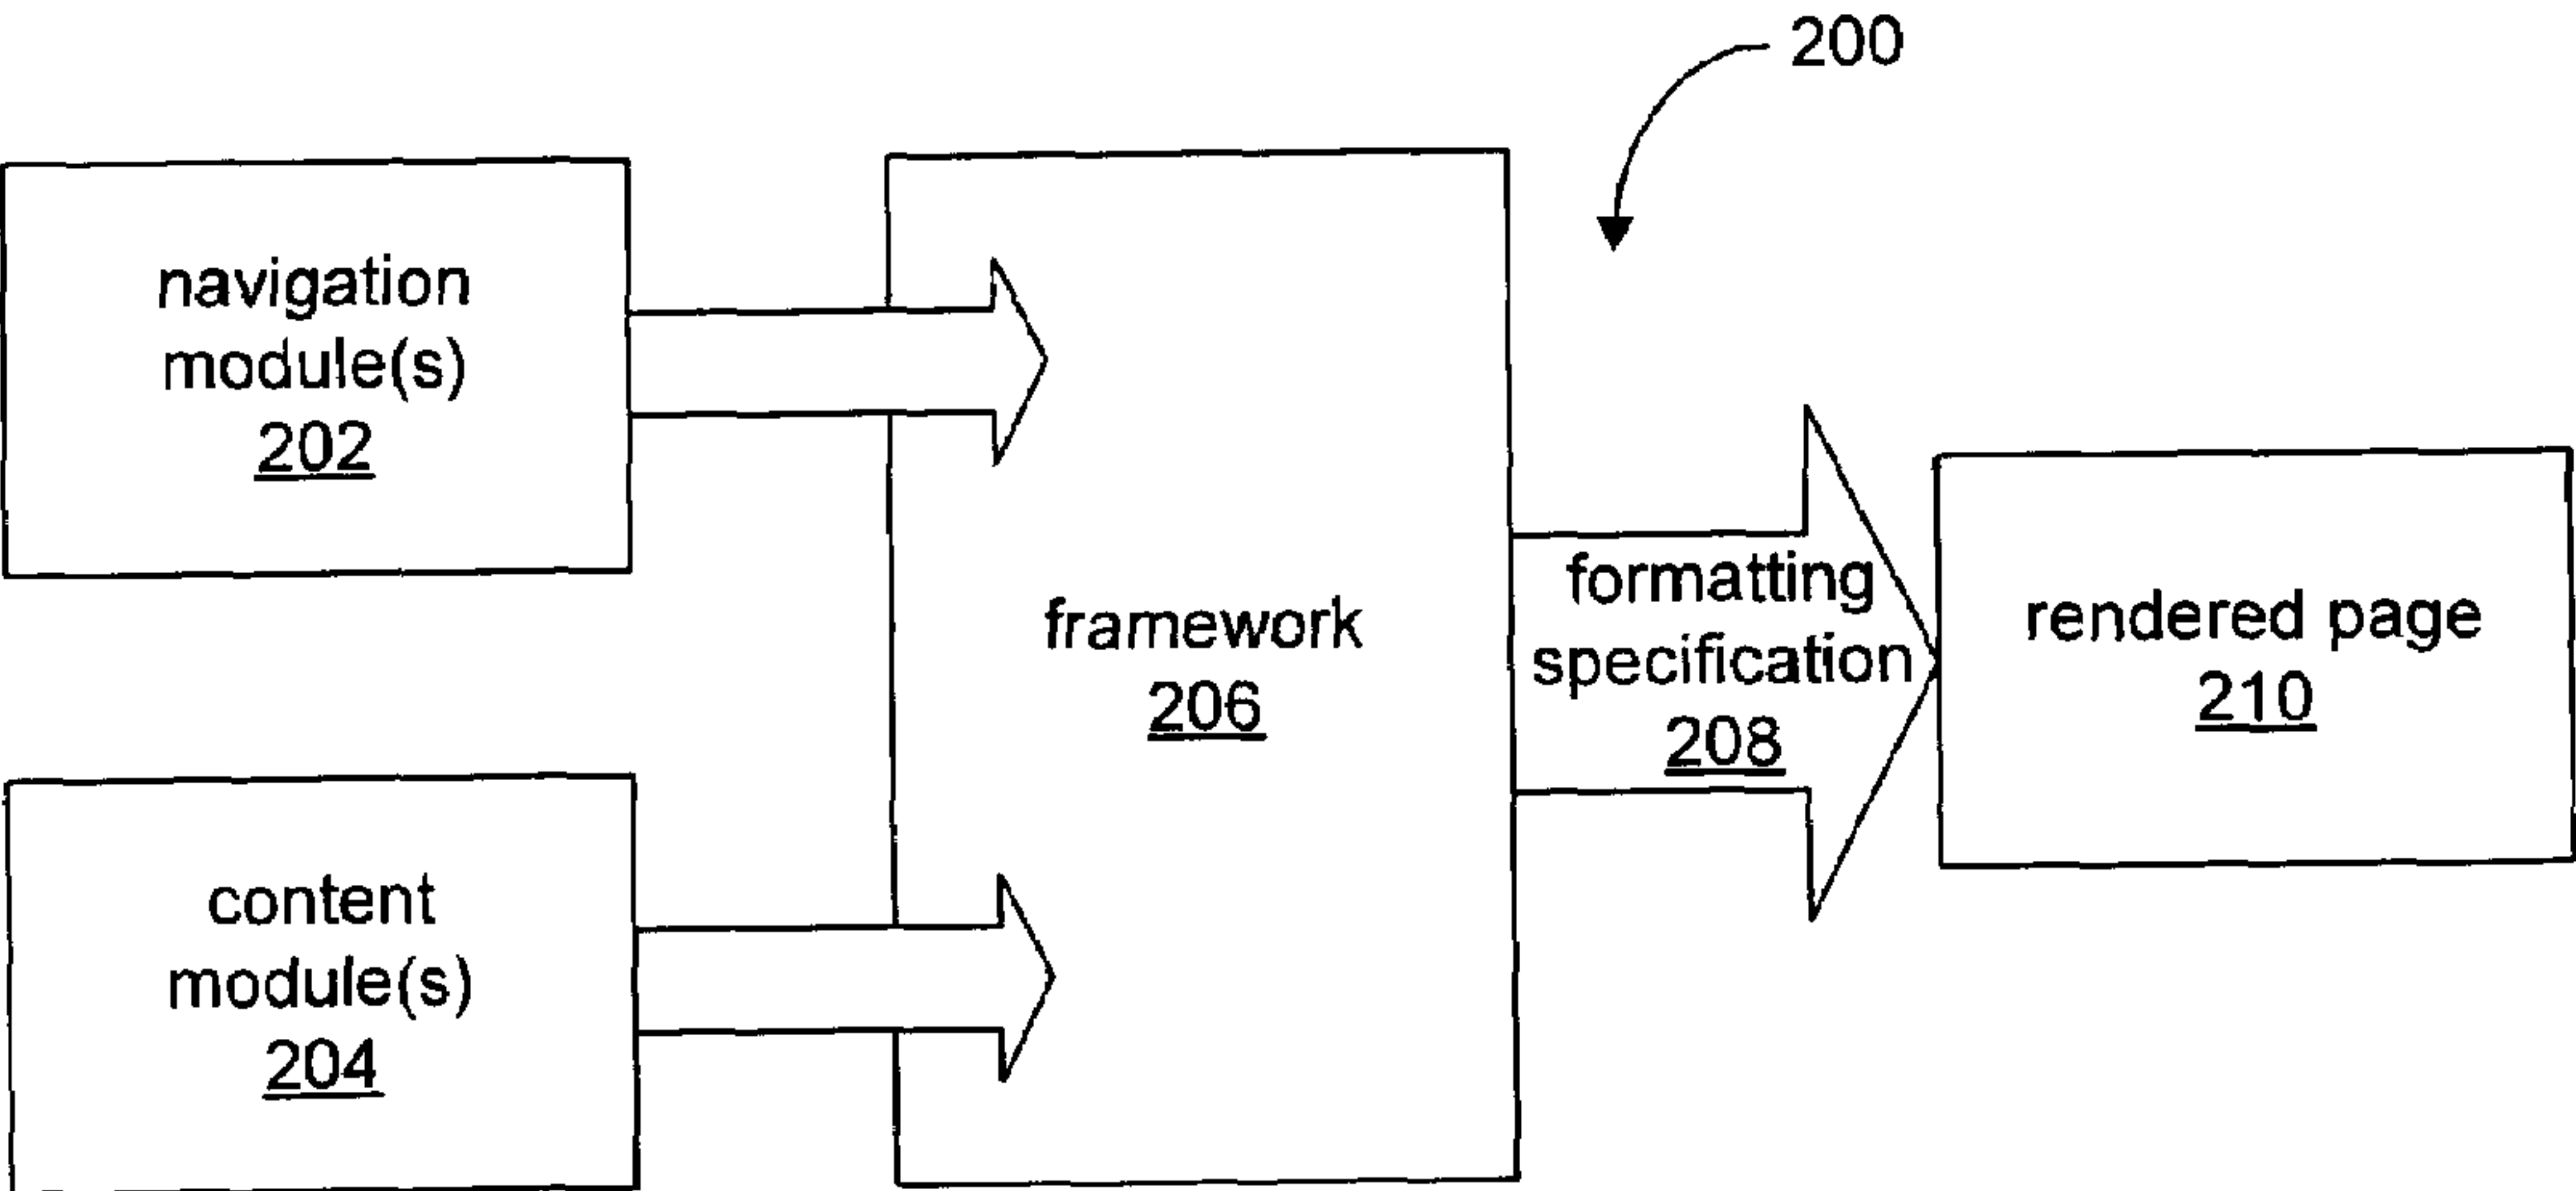 200
navigation
module(s)
202
content
module(s)
204
framework
206
formatting
specification
208
rendered page
210